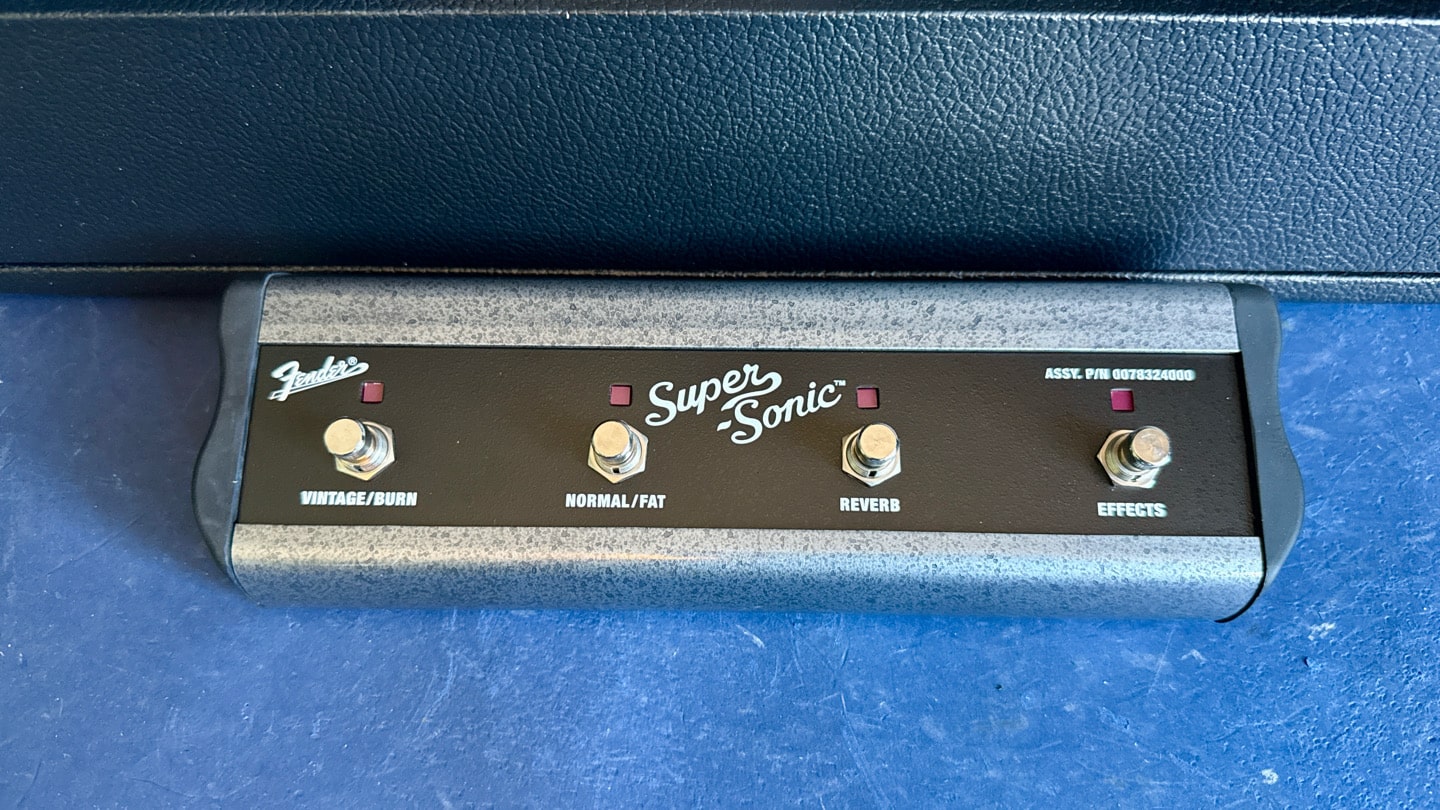 Fender®
Super
-Sonic™
ASSY. P/N 0078324000
VINTAGE/BURN
NORMAL/FAT
REVERB
EFFECTS